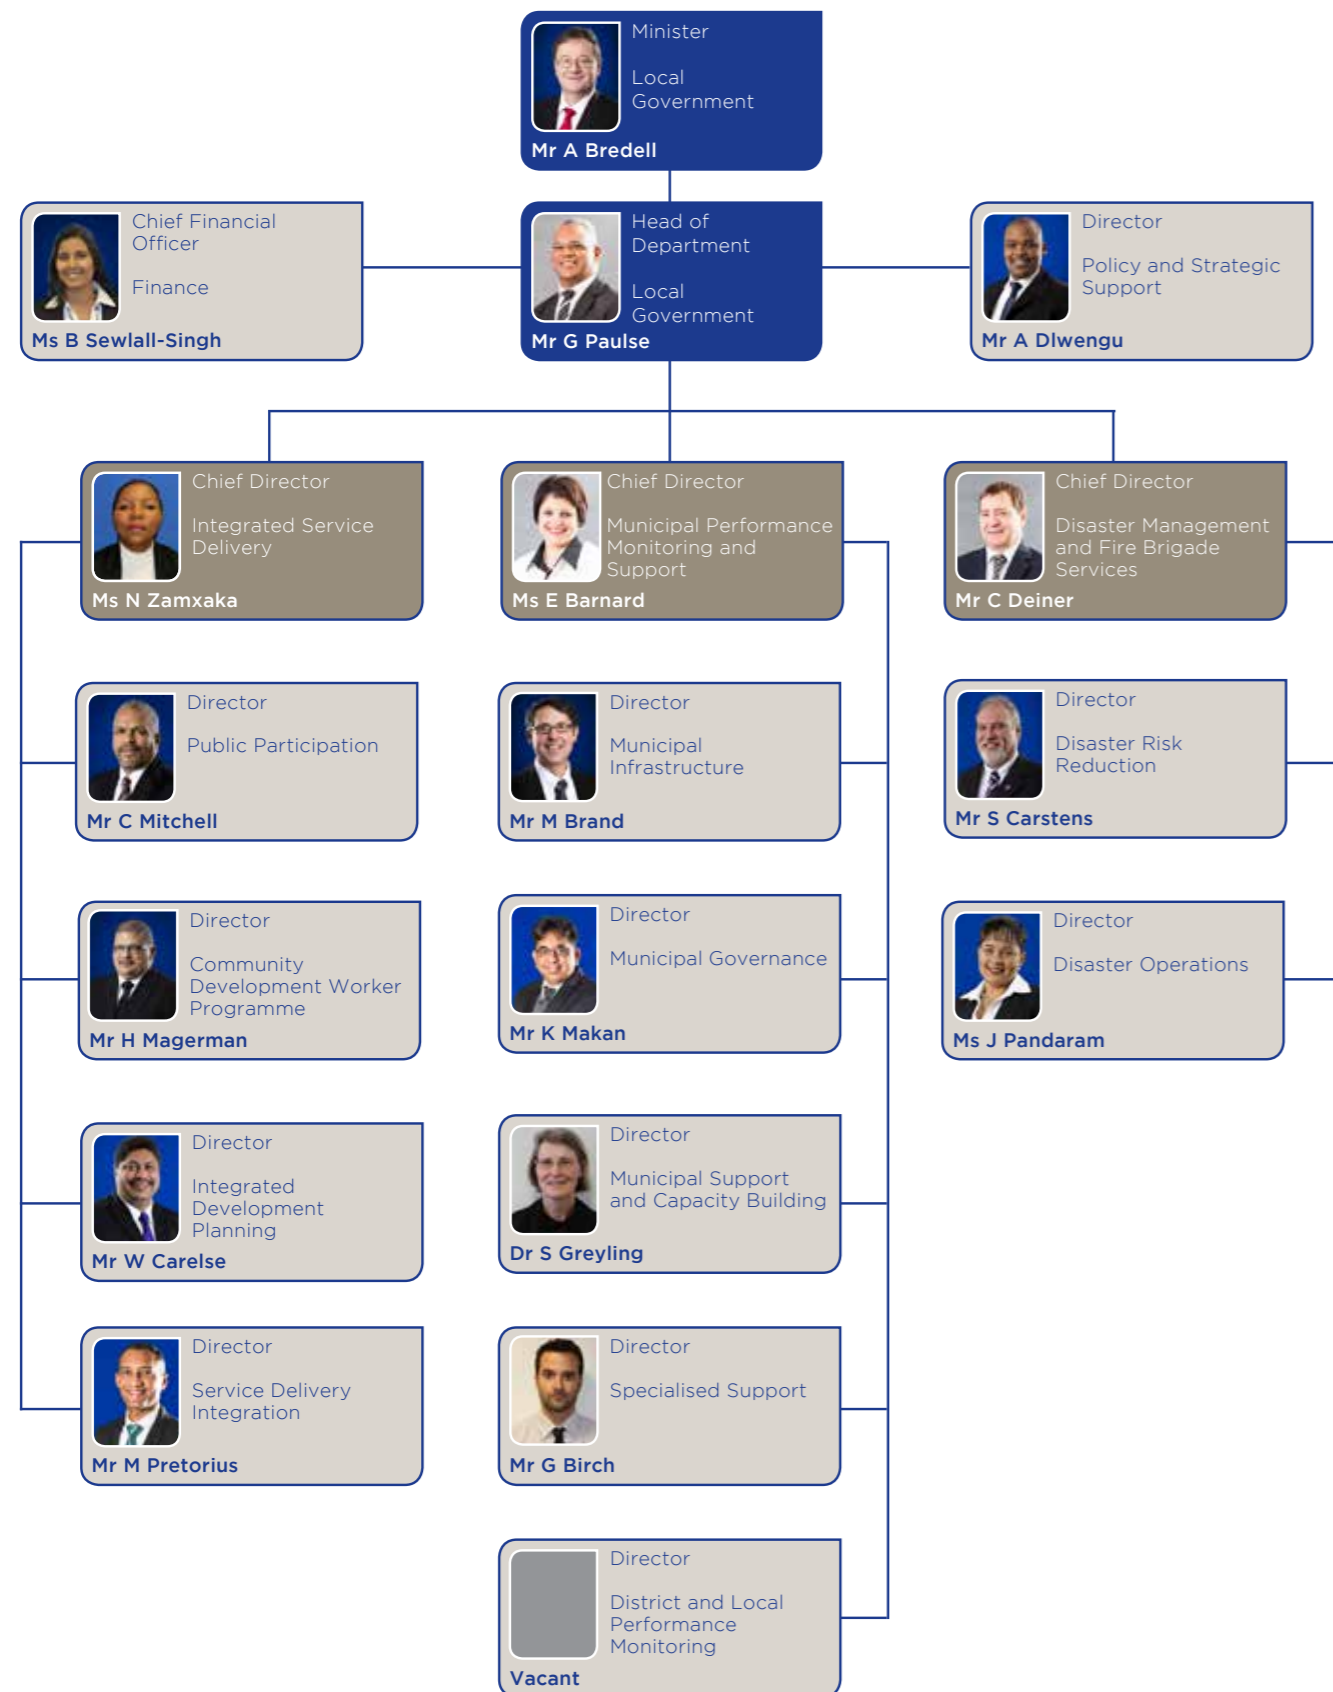 Minister
Local
Government
Mr A Bredell
Chief Financial
Officer
Finance
Ms B Sewlall-Singh
Head of
Department
Local
Government
Mr G Paulse
Director
Policy and Strategic
Support
Mr A Dlwengu
Chief Director
Integrated Service
Delivery
Ms N Zamxaka
Chief Director
Municipal Performance
Monitoring and
Support
Ms E Barnard
Chief Director
Disaster Management
and Fire Brigade
Services
Mr C Deiner
Director
Public Participation
Mr C Mitchell
Director
Municipal
Infrastructure
Mr M Brand
Director
Disaster Risk
Reduction
Mr S Carstens
Director
Community
Development Worker
Programme
Mr H Magerman
Director
Municipal Governance
Mr K Makan
Director
Disaster Operations
Ms J Pandaram
Director
Integrated
Development
Planning
Mr W Carelse
Director
Municipal Support
and Capacity Building
Dr S Greyling
Director
Service Delivery
Integration
Mr M Pretorius
Director
Specialised Support
Mr G Birch
Director
District and Local
Performance
Monitoring
Vacant